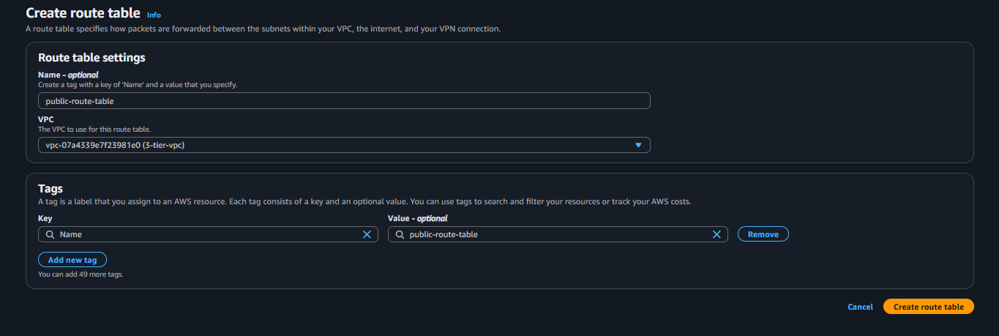 Create route table Info
A route table specifies how packets are forwarded between the subnets within your VPC, the internet, and your VPN connection.
Route table settings
Name - optional
Create a tag with a key of 'Name' and a value that you specify.
public-route-table
VPC
The VPC to use for this route table.
vpc-07a4339e7f23981e0 (3-tier-vpc)
Tags
A tag is a label that you assign to an AWS resource. Each tag consists of a key and an optional value. You can use tags to search and filter your resources or track your AWS costs.
Key Value - optional
Name public-route-table Remove
Add new tag
You can add 49 more tags.
Cancel Create route table